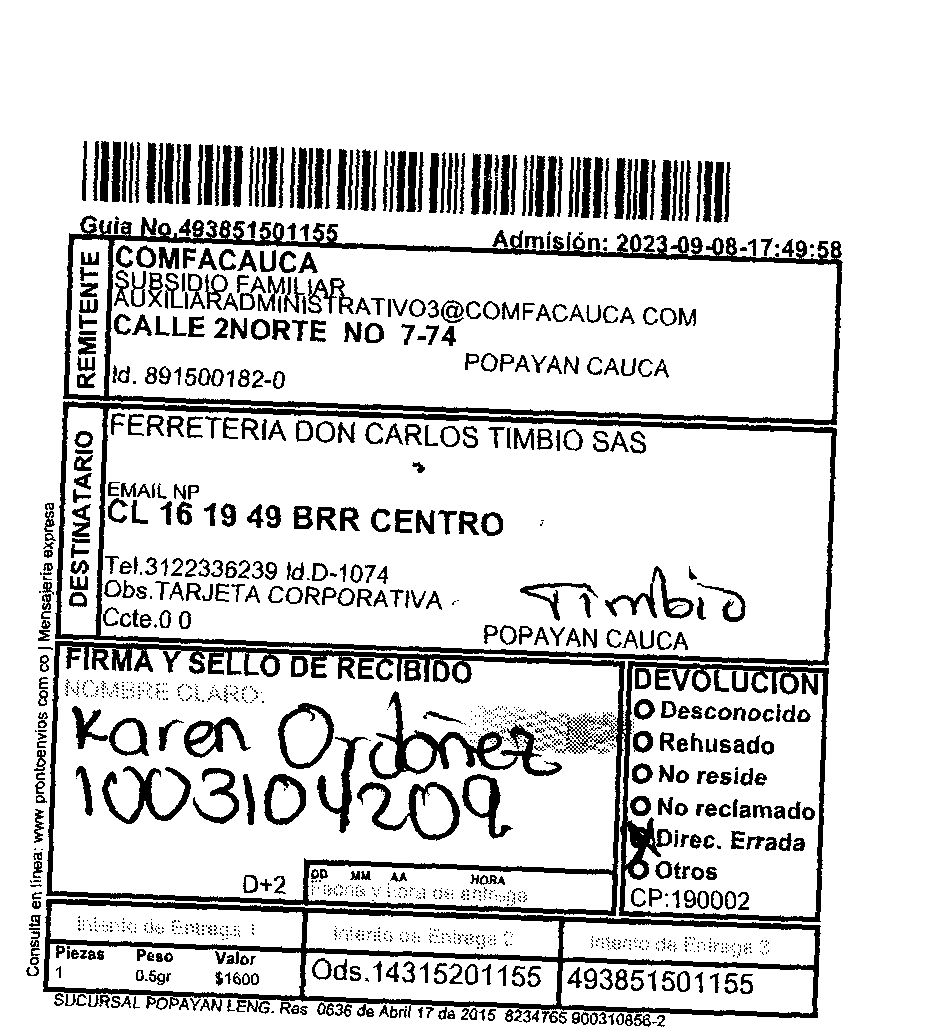 Guia No.493851501155
Admisión: 2023-09-08-17:49:58
REMITENTE
COMFACAUCA
SUBSIDIO FAMILIAR
AUXILIARADMINISTRATIVO3@COMFACAUCA COM
CALLE 2NORTE NO 7-74
POPAYAN CAUCA
Id. 891500182-0
DESTINATARIO
FERRETERIA DON CARLOS TIMBIO SAS
EMAIL NP
CL 16 19 49 BRR CENTRO
Tel.3122336239 Id.D-1074
Obs.TARJETA CORPORATIVA
Timbio
Ccte.0 0
POPAYAN CAUCA
FIRMA Y SELLO DE RECIBIDO
NOMBRE CLARO:
Karen Ordoñez
1003104209
D+2
DD MM AA HORA
Fecha y hora de entrega
DEVOLUCION
Desconocido
Rehusado
No reside
No reclamado
Direc. Errada
Otros
CP:190002
Intento de Entrega 1
Intento de Entrega 2
Intento de Entrega 3
Piezas Peso Valor
1 0.5gr $1600
Ods.14315201155
493851501155
SUCURSAL POPAYAN LENG. Res 0636 de Abril 17 de 2015 8234765 900310856-2
Consulta en línea: www prontoenvios com co | Mensajería expresa